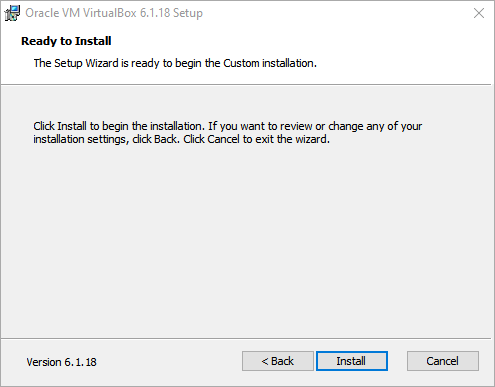 Oracle VM VirtualBox 6.1.18 Setup
Ready to Install
The Setup Wizard is ready to begin the Custom installation.
Click Install to begin the installation. If you want to review or change any of your
installation settings, click Back. Click Cancel to exit the wizard.
Version 6.1.18
< Back
Install
Cancel